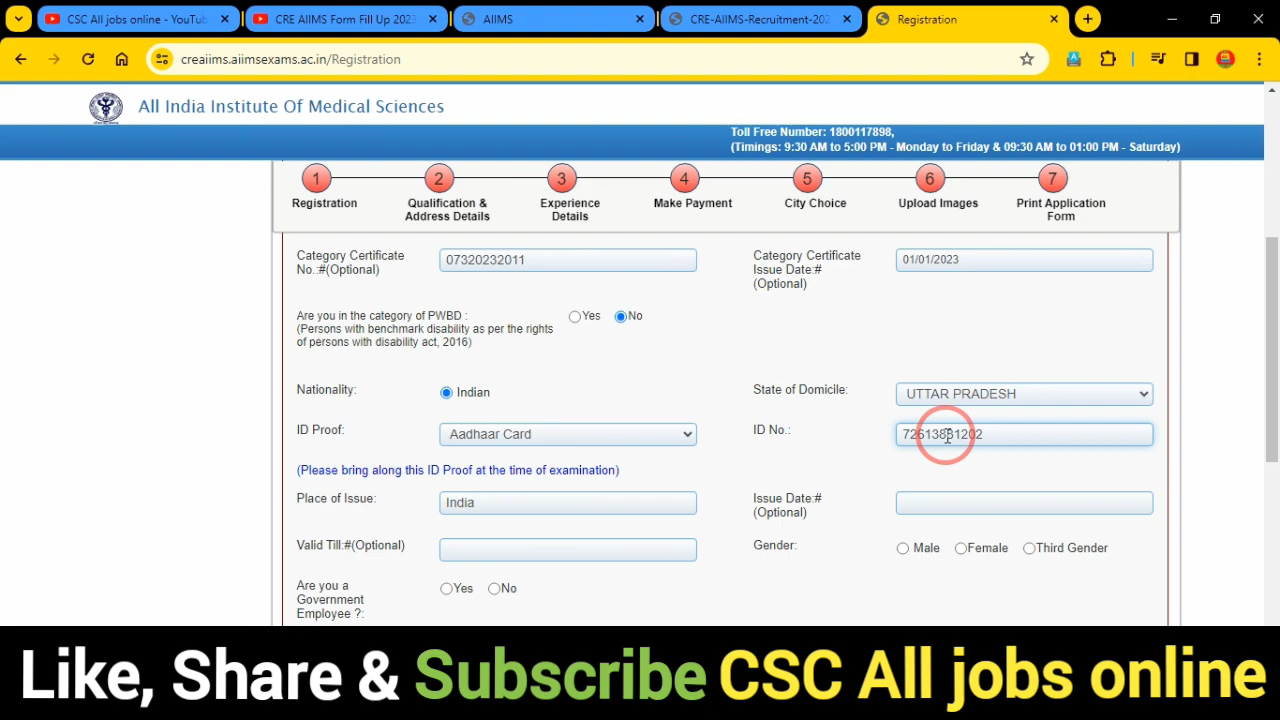 CSC All jobs online - YouTub
CRE AIIMS Form Fill Up 2023
AIIMS
CRE-AIIMS-Recruitment-202
Registration
creaiims.aiimsexams.ac.in/Registration
All India Institute Of Medical Sciences
Toll Free Number: 1800117898,
(Timings: 9:30 AM to 5:00 PM - Monday to Friday & 09:30 AM to 01:00 PM - Saturday)
1 2 3 4 5 6 7
Registration
Qualification &
Address Details
Experience
Details
Make Payment
City Choice
Upload Images
Print Application
Form
Category Certificate
No.:#(Optional)
07320232011
Category Certificate
Issue Date:#
(Optional)
01/01/2023
Are you in the category of PWBD :
(Persons with benchmark disability as per the rights
of persons with disability act, 2016)
Yes No
Nationality:
Indian
State of Domicile:
UTTAR PRADESH
ID Proof:
Aadhaar Card
ID No.:
(Please bring along this ID Proof at the time of examination)
Place of Issue:
India
Issue Date:#
(Optional)
Valid Till:#(Optional)
Gender:
Male Female Third Gender
Are you a
Government
Employee ?:
Yes No
Like, Share & Subscribe CSC All jobs online